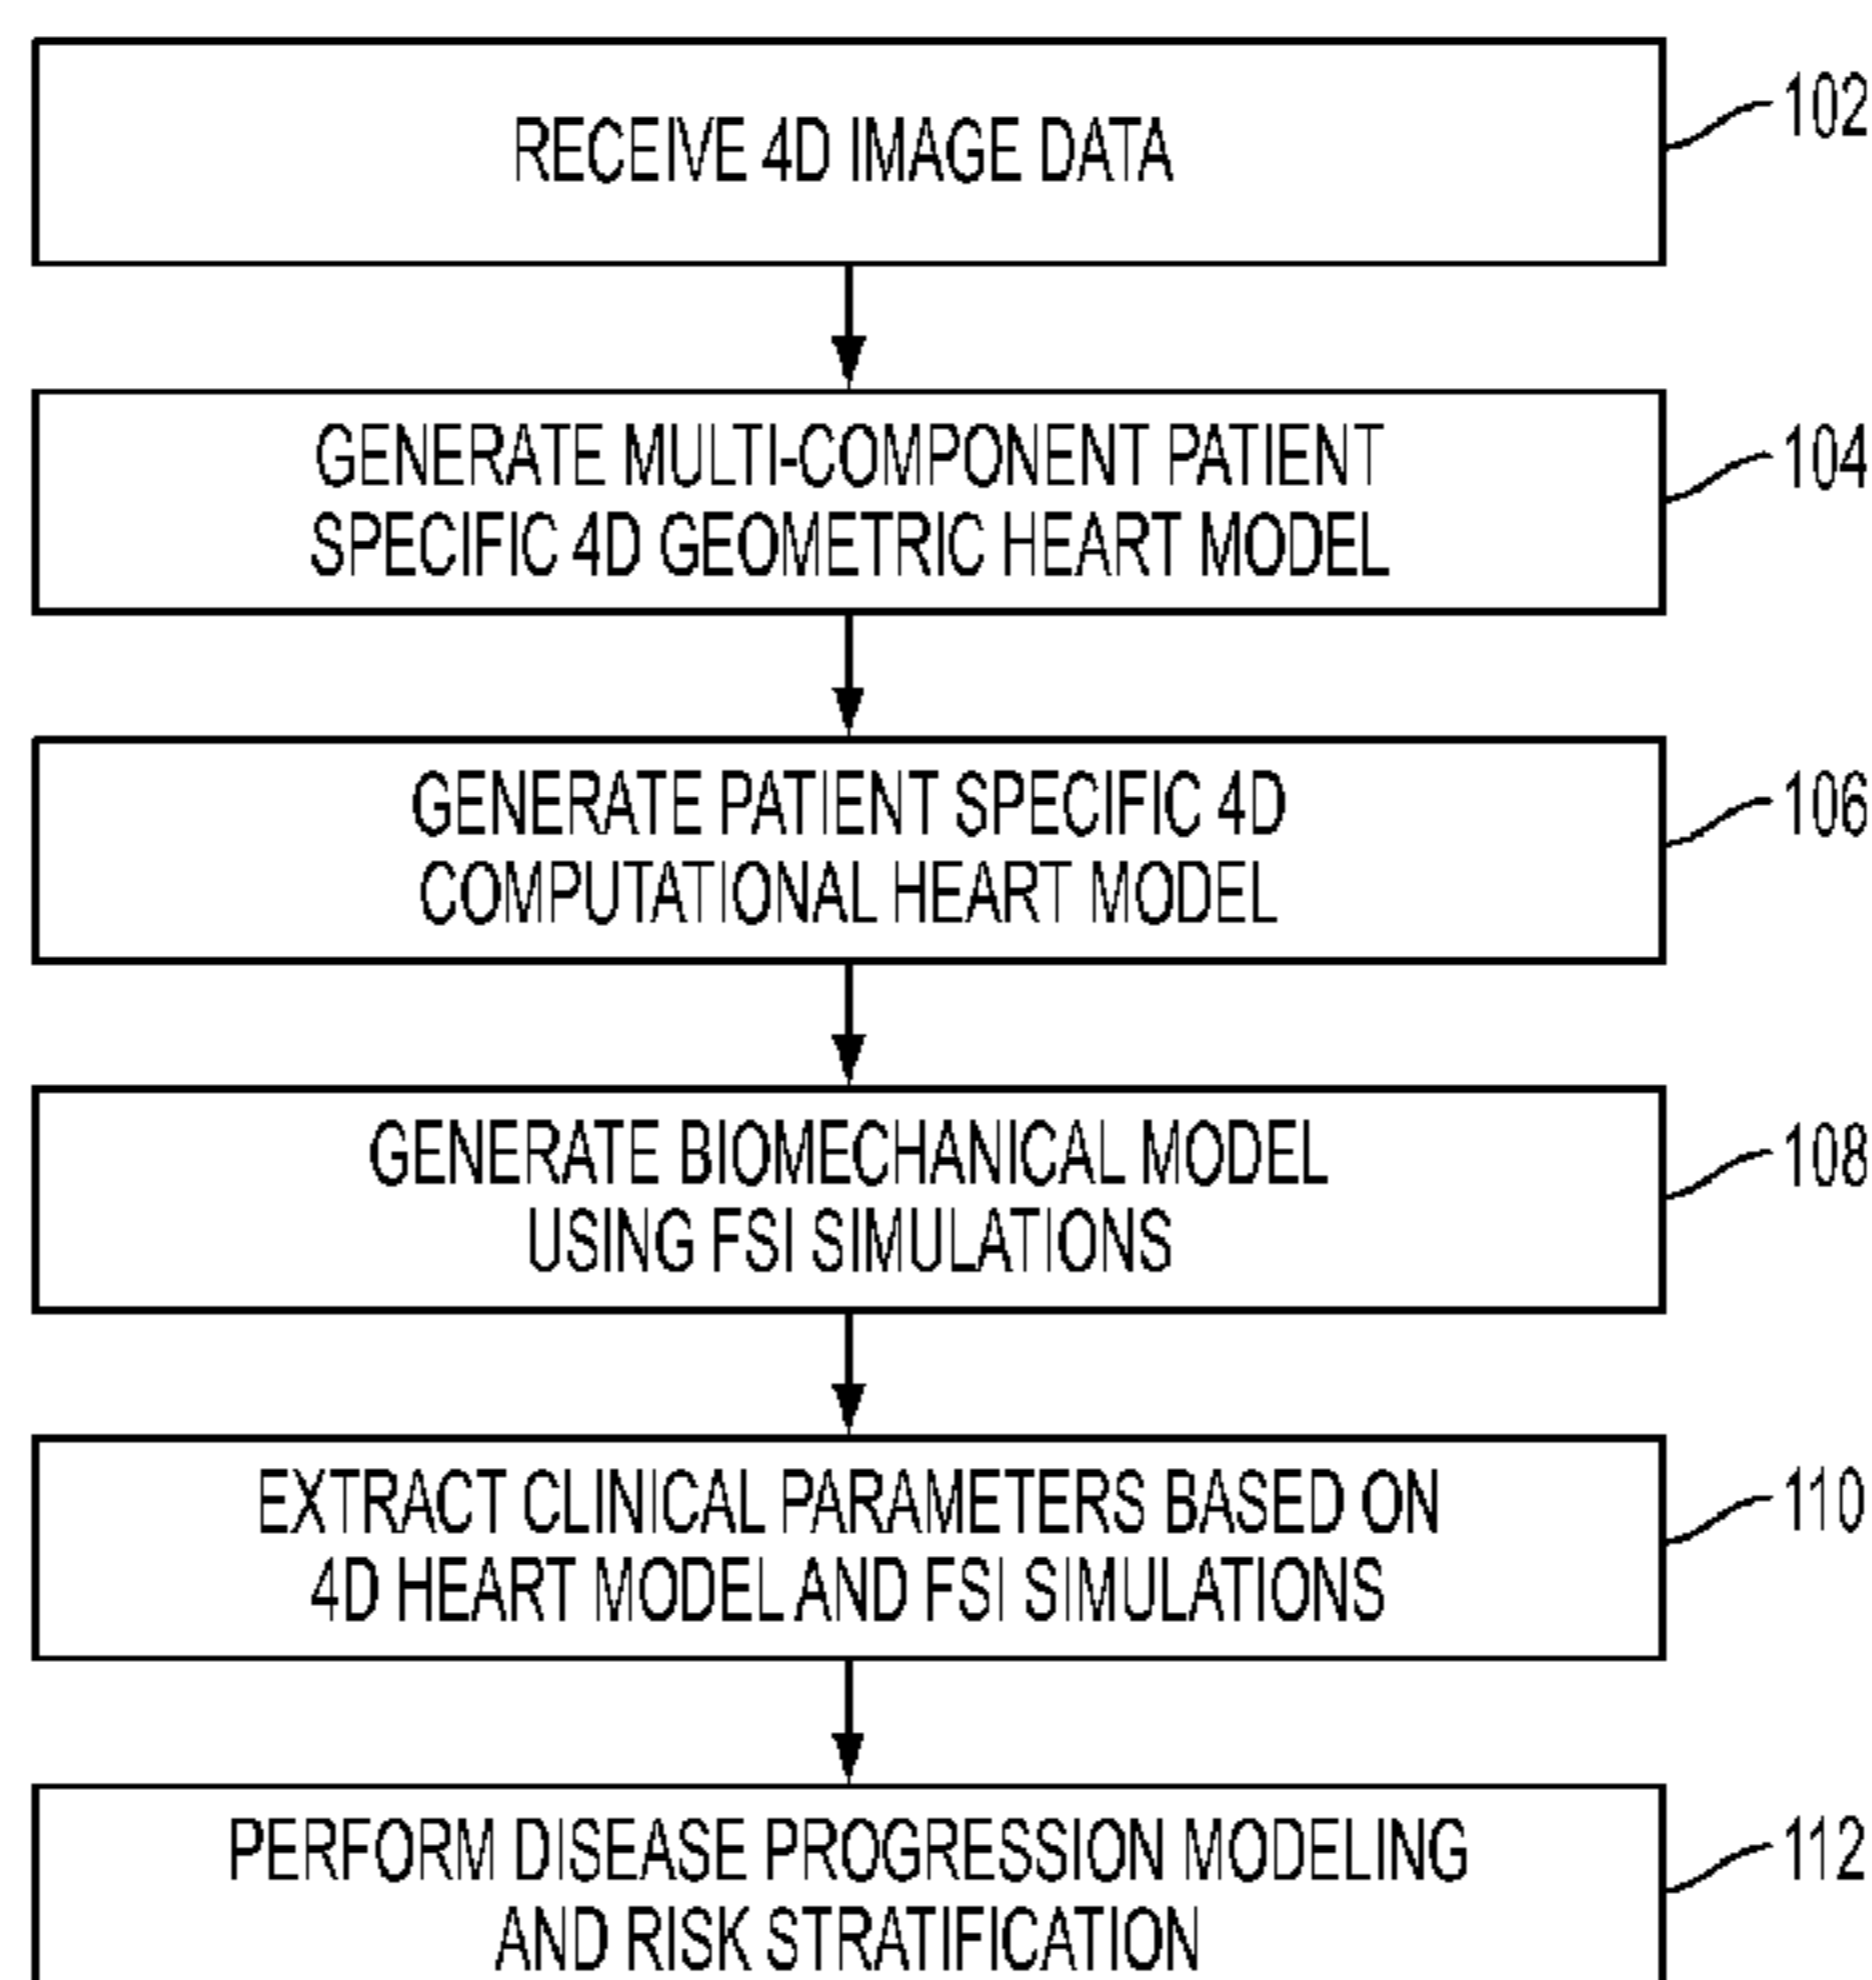 RECEIVE 4D IMAGE DATA
102
GENERATE MULTI-COMPONENT PATIENT
SPECIFIC 4D GEOMETRIC HEART MODEL
104
GENERATE PATIENT SPECIFIC 4D
COMPUTATIONAL HEART MODEL
106
GENERATE BIOMECHANICAL MODEL
USING FSI SIMULATIONS
108
EXTRACT CLINICAL PARAMETERS BASED ON
4D HEART MODEL AND FSI SIMULATIONS
110
PERFORM DISEASE PROGRESSION MODELING
AND RISK STRATIFICATION
112